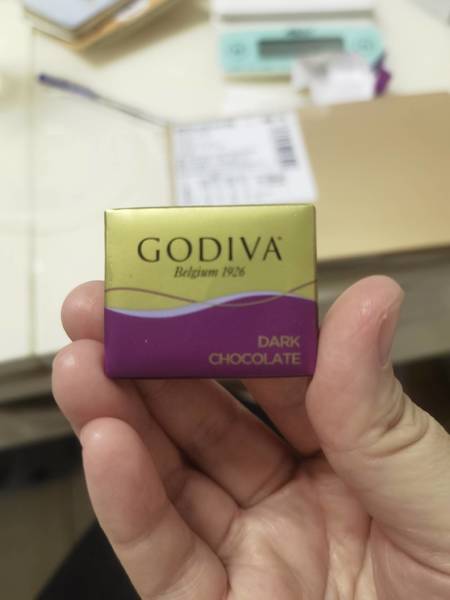 GODIVA
Belgium 1926
DARK
CHOCOLATE